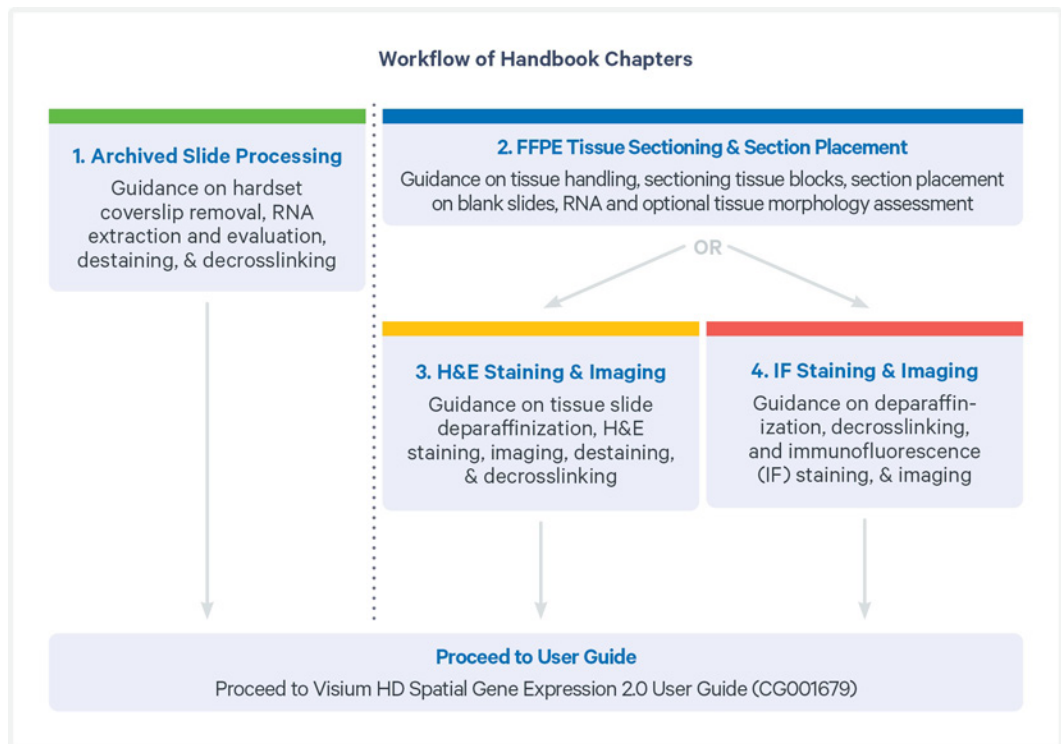 Workflow of Handbook Chapters
1. Archived Slide Processing
Guidance on hardset
coverslip removal, RNA
extraction and evaluation,
destaining, & decrosslinking
2. FFPE Tissue Sectioning & Section Placement
Guidance on tissue handling, sectioning tissue blocks, section placement
on blank slides, RNA and optional tissue morphology assessment
OR
3. H&E Staining & Imaging
Guidance on tissue slide
deparaffinization, H&E
staining, imaging, destaining,
& decrosslinking
4. IF Staining & Imaging
Guidance on deparaffin-
ization, decrosslinking,
and immunofluorescence
(IF) staining, & imaging
Proceed to User Guide
Proceed to Visium HD Spatial Gene Expression 2.0 User Guide (CG001679)